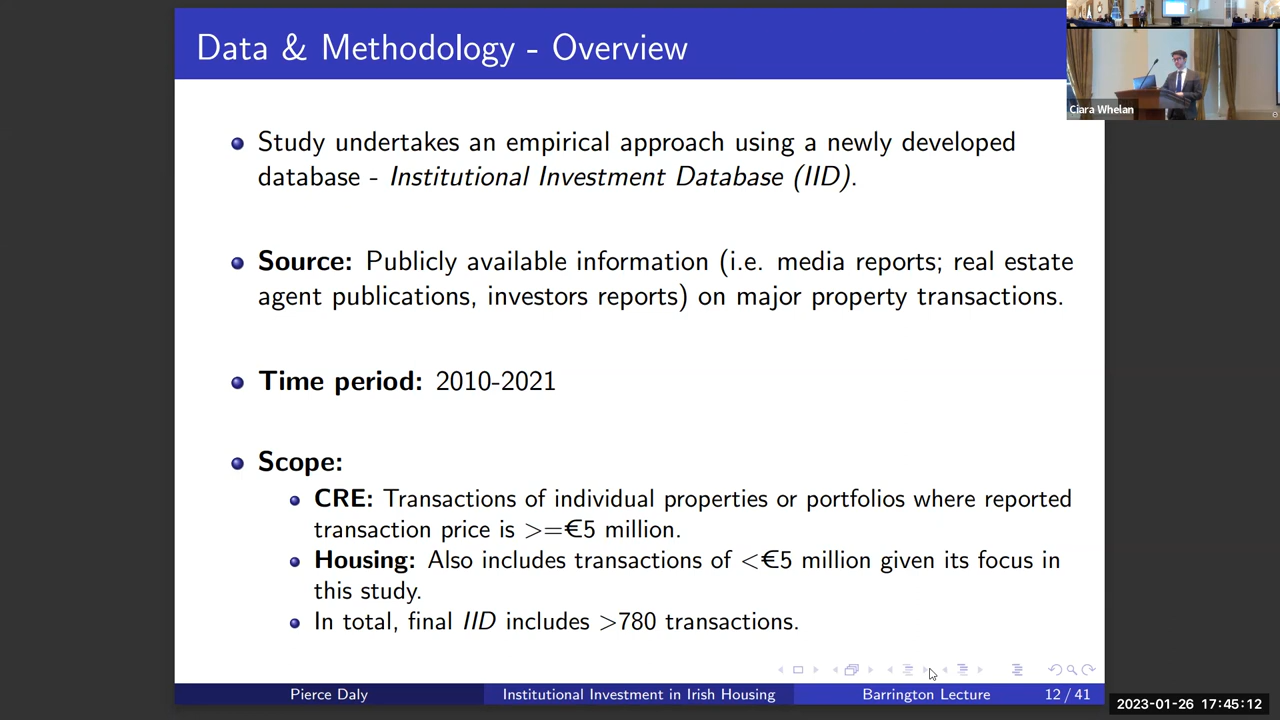 Data & Methodology - Overview
Ciara Whelan
Study undertakes an empirical approach using a newly developed
database - Institutional Investment Database (IID).
Source: Publicly available information (i.e. media reports; real estate
agent publications, investors reports) on major property transactions.
Time period: 2010-2021
Scope:
CRE: Transactions of individual properties or portfolios where reported
transaction price is >=€5 million.
Housing: Also includes transactions of <€5 million given its focus in
this study.
In total, final IID includes >780 transactions.
Pierce Daly
Institutional Investment in Irish Housing
Barrington Lecture
12 / 41
2023-01-26 17:45:12